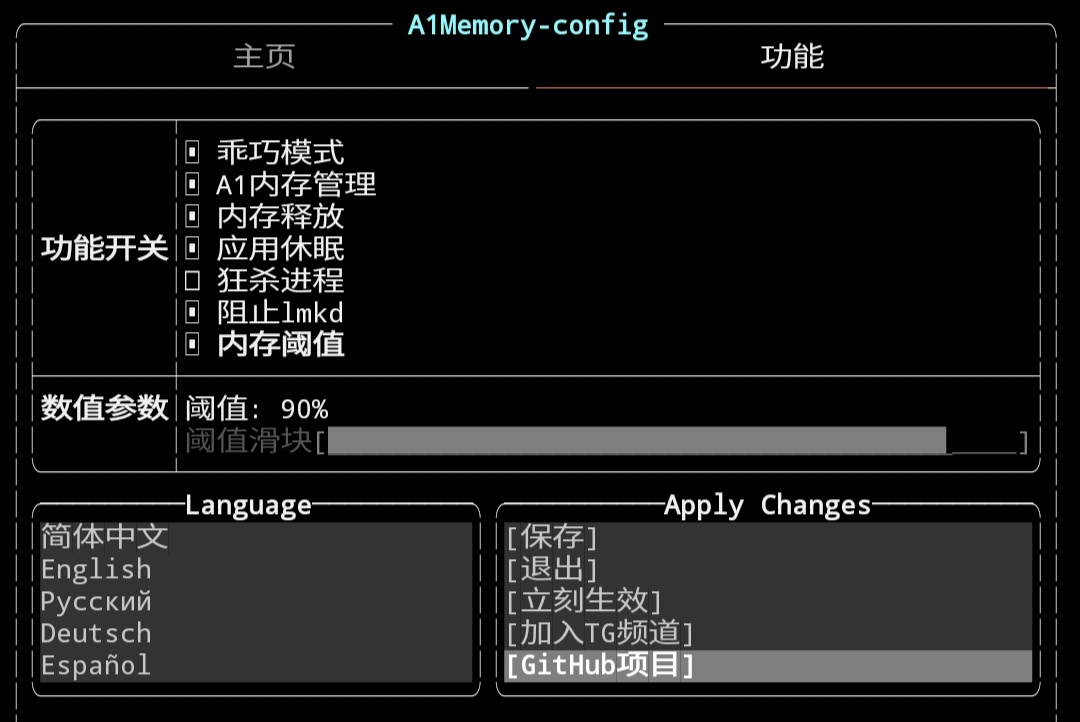 A1Memory-config
主页 功能
功能开关
乖巧模式
A1内存管理
内存释放
应用休眠
狂杀进程
阻止lmkd
内存阈值
数值参数
阈值: 90%
阈值滑块[ ]
Language
简体中文
English
Русский
Deutsch
Español
Apply Changes
[保存]
[退出]
[立刻生效]
[加入TG频道]
[GitHub项目]